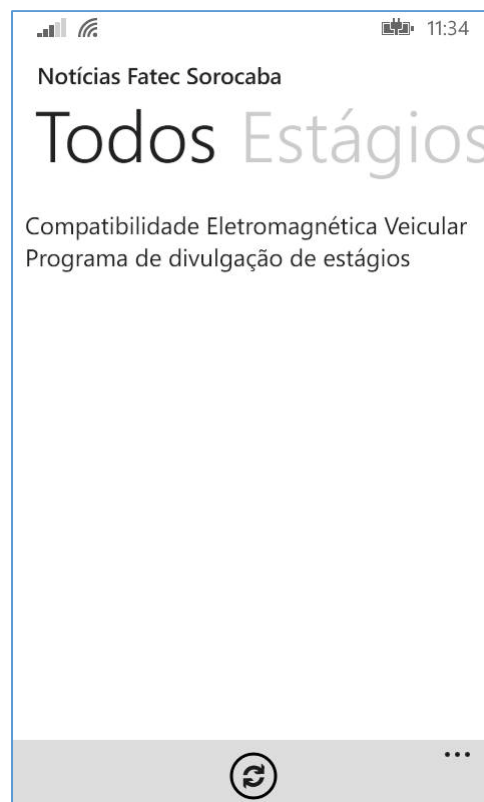 11:34
Notícias Fatec Sorocaba
Todos Estágios
Compatibilidade Eletromagnética Veicular
Programa de divulgação de estágios